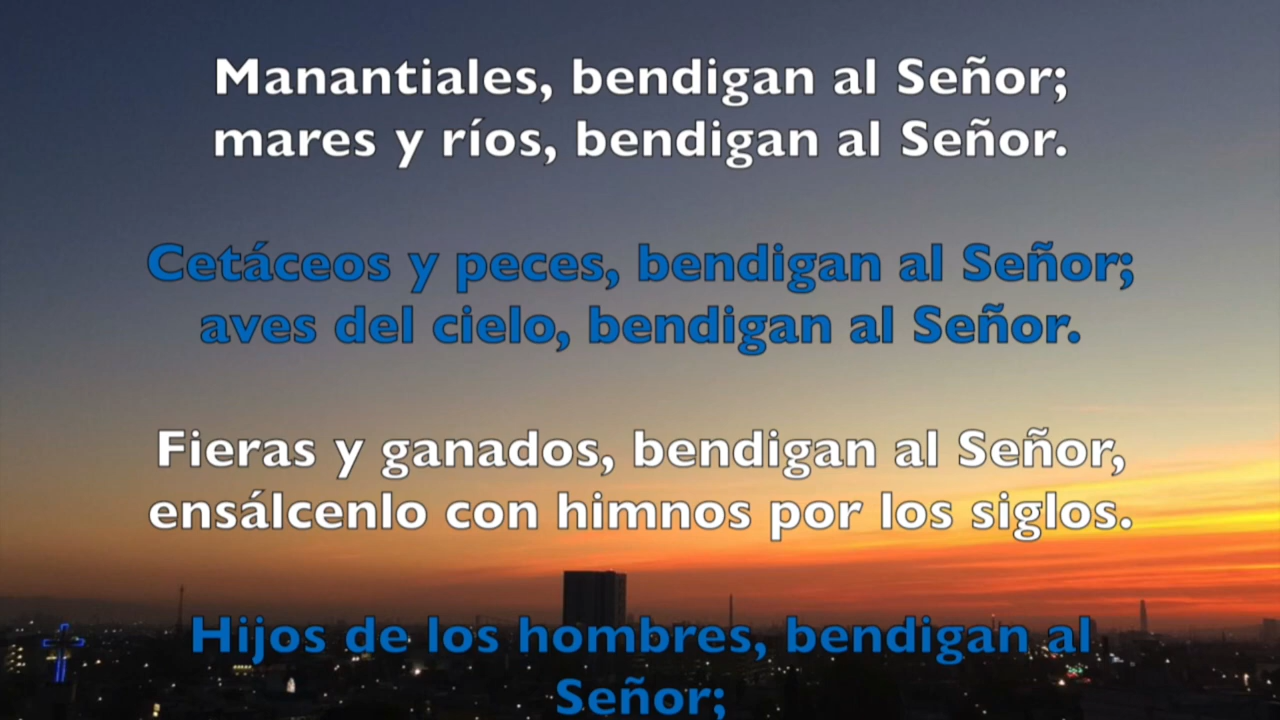 Manantiales, bendigan al Señor;
mares y ríos, bendigan al Señor.
Cetáceos y peces, bendigan al Señor;
aves del cielo, bendigan al Señor.
Fieras y ganados, bendigan al Señor,
ensálcenlo con himnos por los siglos.
Hijos de los hombres, bendigan al
Señor;